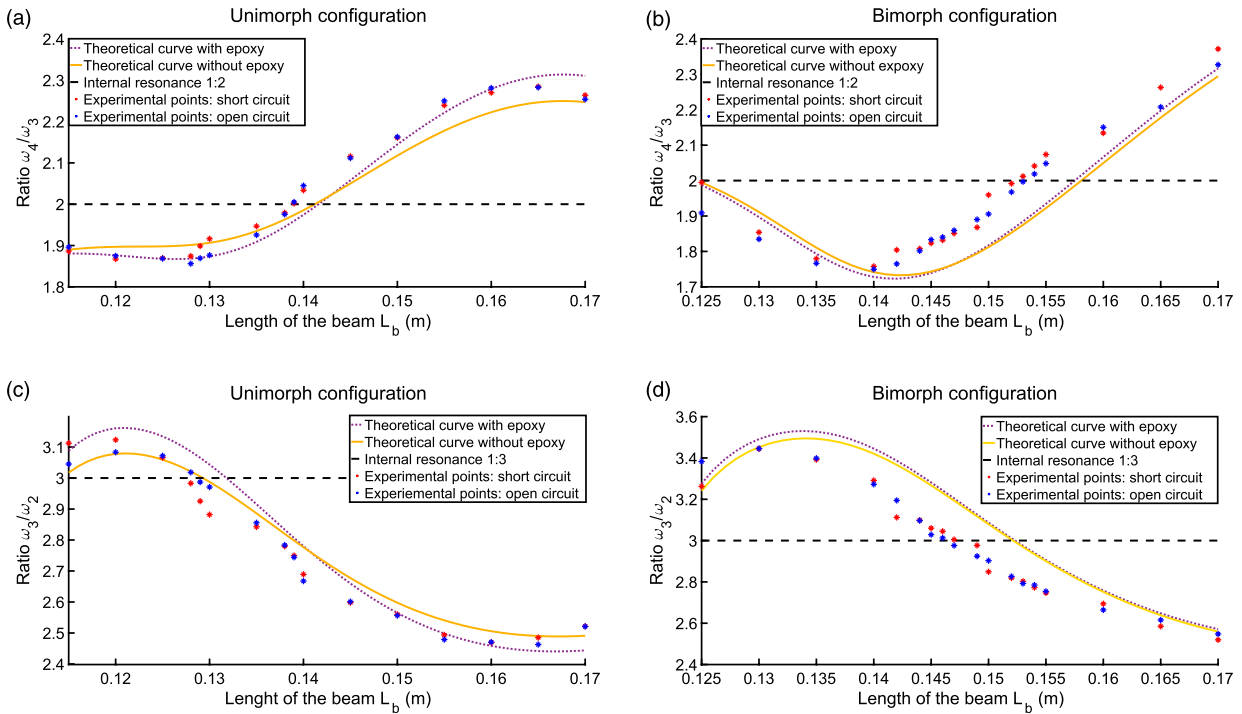 (a)
Unimorph configuration
2.4
2.3
2.2
2.1
2
1.9
1.8
Ratio ω4/ω3
Theoretical curve with epoxy
Theoretical curve without epoxy
Internal resonance 1:2
Experimental points: short circuit
Experimental points: open circuit
0.12 0.13 0.14 0.15 0.16 0.17
Length of the beam Lb (m)
(b)
Bimorph configuration
2.4
2.3
2.2
2.1
2
1.9
1.8
1.7
Ratio ω4/ω3
Theoretical curve with epoxy
Theoretical curve without expoxy
Internal resonance 1:2
Experimental points: short circuit
Experimental points: open circuit
0.125 0.13 0.135 0.14 0.145 0.15 0.155 0.16 0.165 0.17
Length of the beam Lb (m)
(c)
Unimorph configuration
3.1
3
2.9
2.8
2.7
2.6
2.5
2.4
Ratio ω3/ω2
Theoretical curve with epoxy
Theoretical curve without epoxy
Internal resonance 1:3
Experimental points: short circuit
Experiemental points: open circuit
0.12 0.13 0.14 0.15 0.16 0.17
Lenght of the beam Lb (m)
(d)
Bimorph configuration
3.6
3.4
3.2
3
2.8
2.6
2.4
Ratio ω3/ω2
Theoretical curve with epoxy
Theoretical curve without epoxy
Internal resonance 1:3
Experimental points: short circuit
Experimental points: open circuit
0.125 0.13 0.135 0.14 0.145 0.15 0.155 0.16 0.165 0.17
Length of the beam Lb (m)